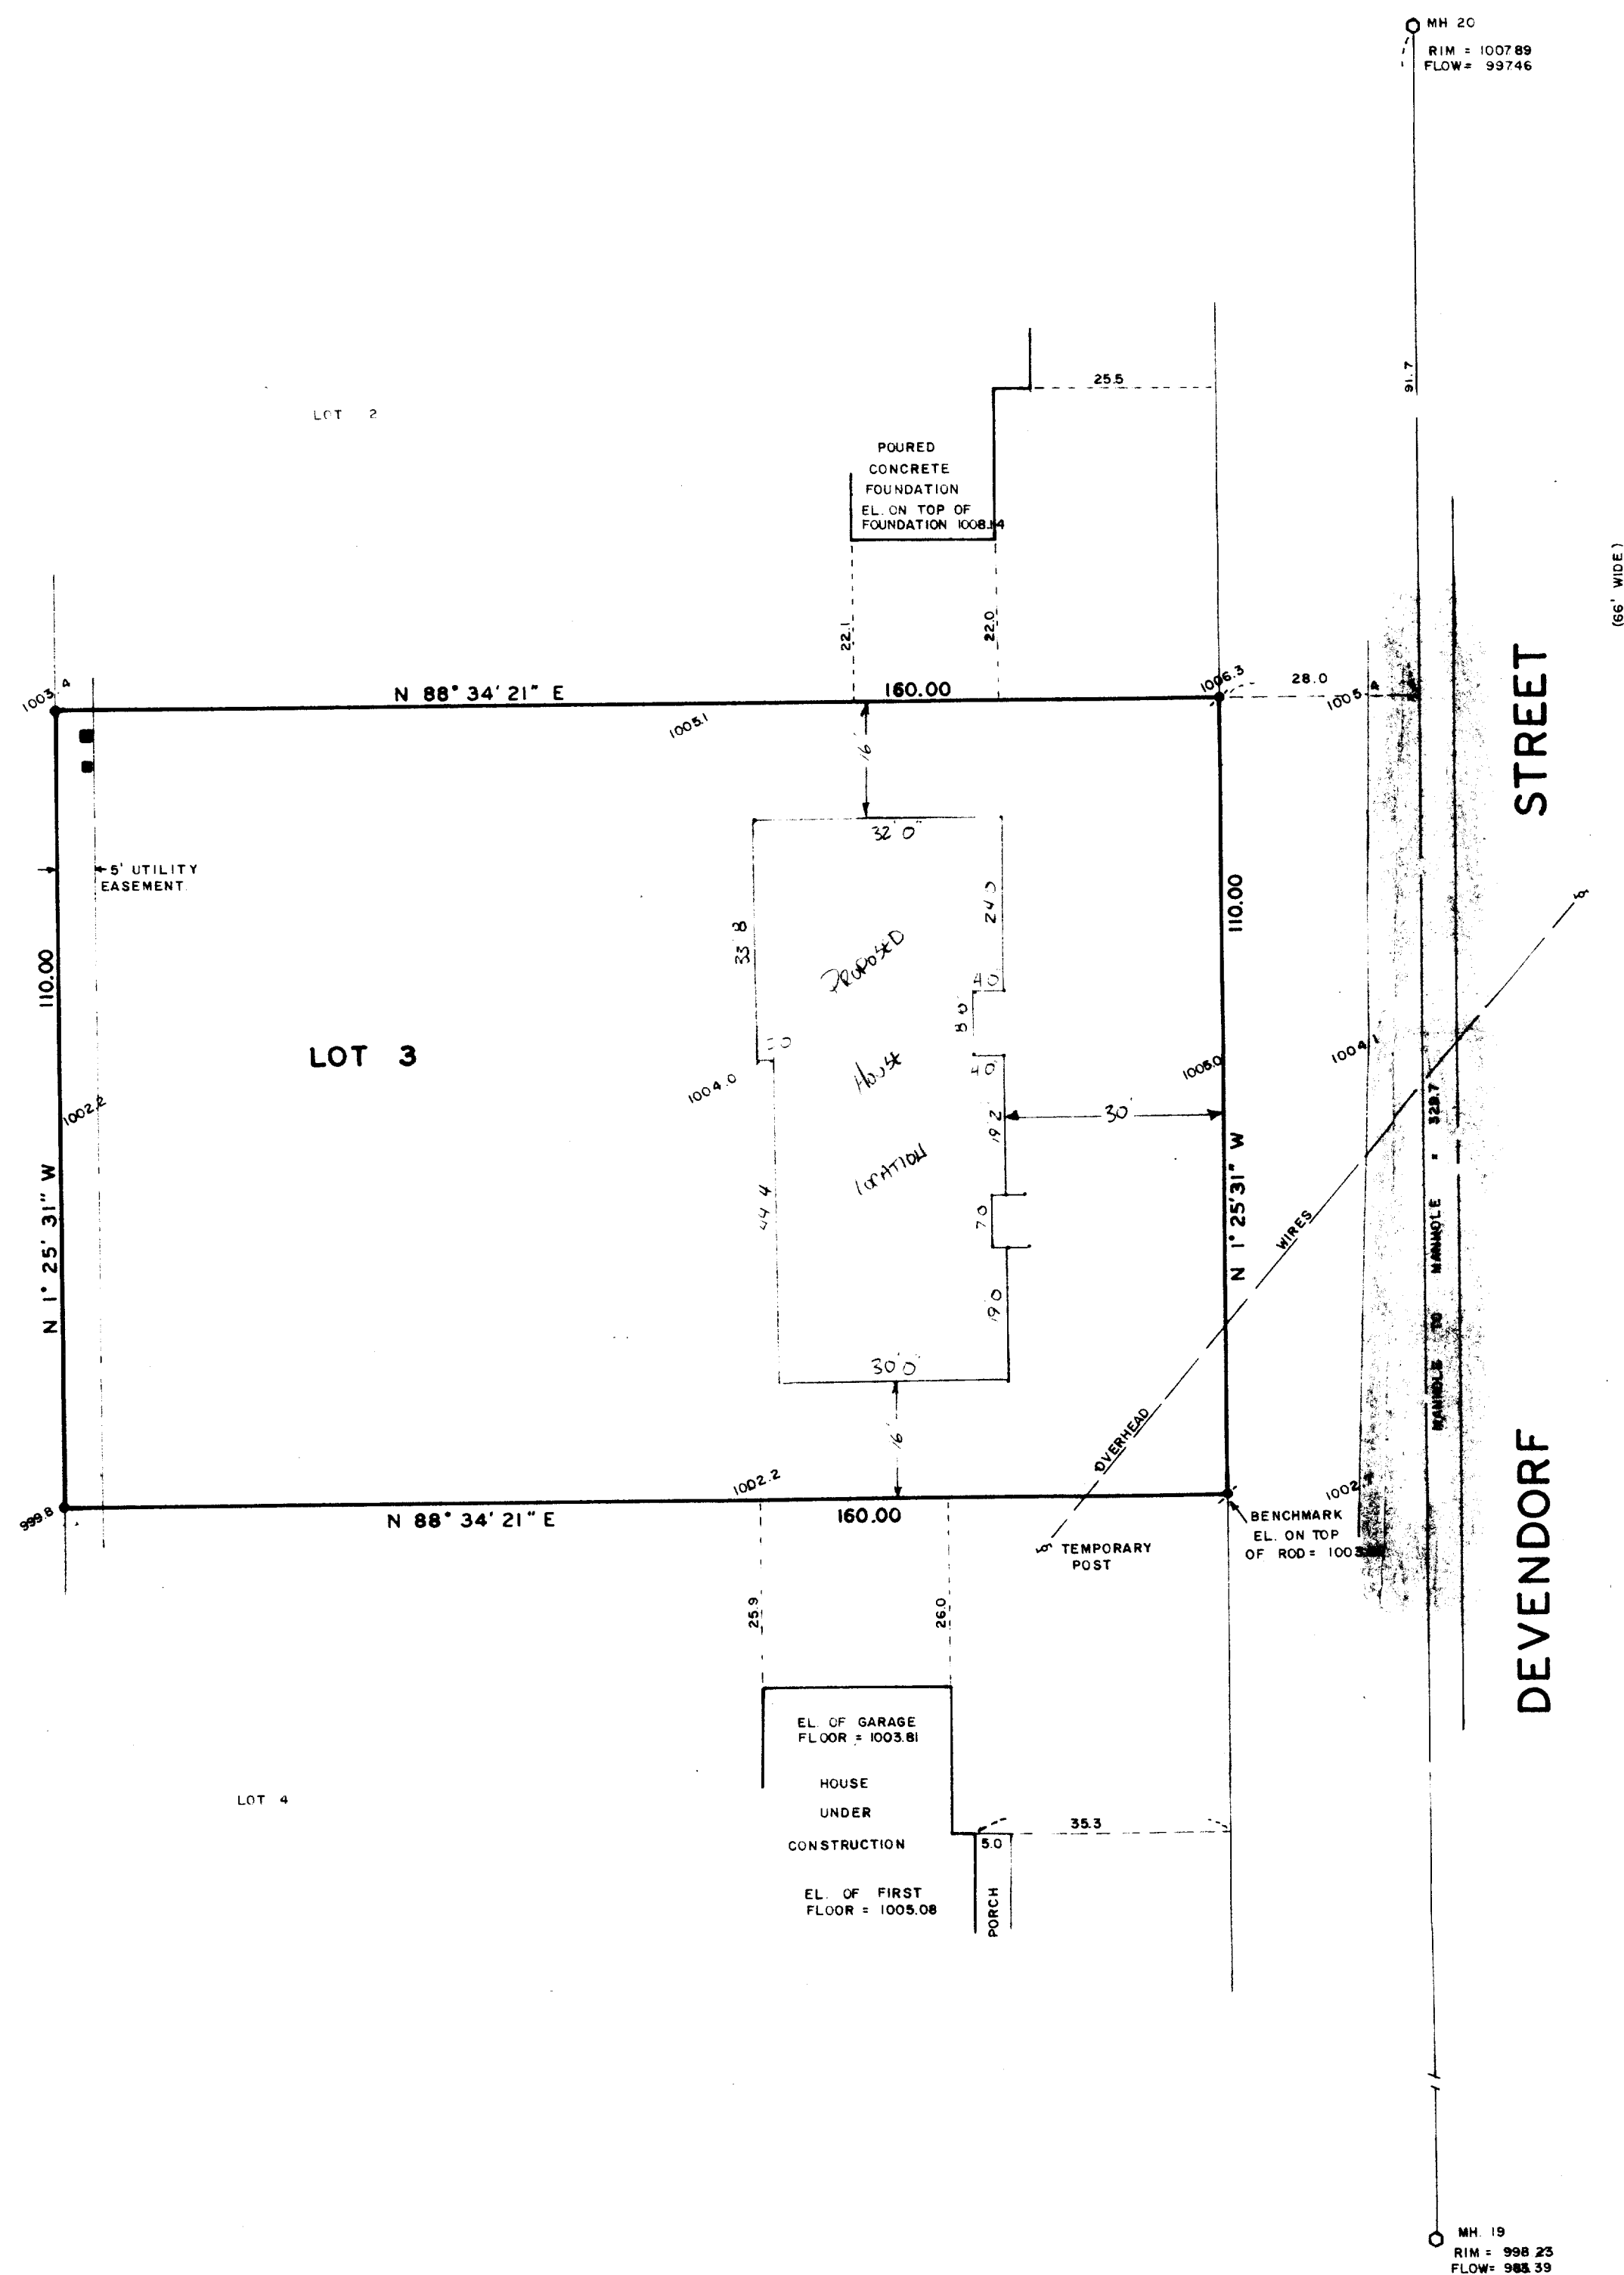 MH 20
RIM = 1007.89
FLOW= 997.46
91.7
25.5
LOT 2
POURED
CONCRETE
FOUNDATION
EL. ON TOP OF
FOUNDATION 1008.14
(66' WIDE)
22.1
22.0
1003.4
N 88° 34' 21" E
160.00
1006.3
28.0
1005.4
1005.1
16'
STREET
32' 0"
5' UTILITY
EASEMENT
110.00
24 0
110.00
33 8
PROPOSED
4 0
8 0
LOT 3
HOUSE
4 0
1004.0
1005.0
1004.1
1002.2
30'
19 2
MANHOLE TO MANHOLE = 329.7
LOCATION
N 1° 25' 31" W
N 1° 25' 31" W
44 4
7 0
WIRES
19 0
30' 0"
OVERHEAD
16'
DEVENDORF
1002.2
999.8
N 88° 34' 21" E
160.00
BENCHMARK
EL. ON TOP
OF ROD =
TEMPORARY
POST
25.9
26.0
EL. OF GARAGE
FLOOR = 1003.81
HOUSE
UNDER
CONSTRUCTION
LOT 4
35.3
5.0
EL. OF FIRST
FLOOR = 1005.08
PORCH
MH. 19
RIM = 998.23
FLOW=